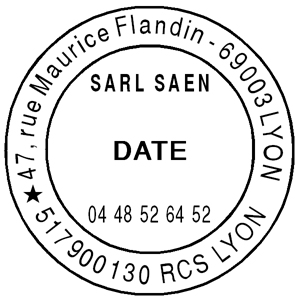 47, rue Maurice Flandin - 69003 LYON
SARL SAEN
DATE
04 48 52 64 52
★ 517900130 RCS LYON